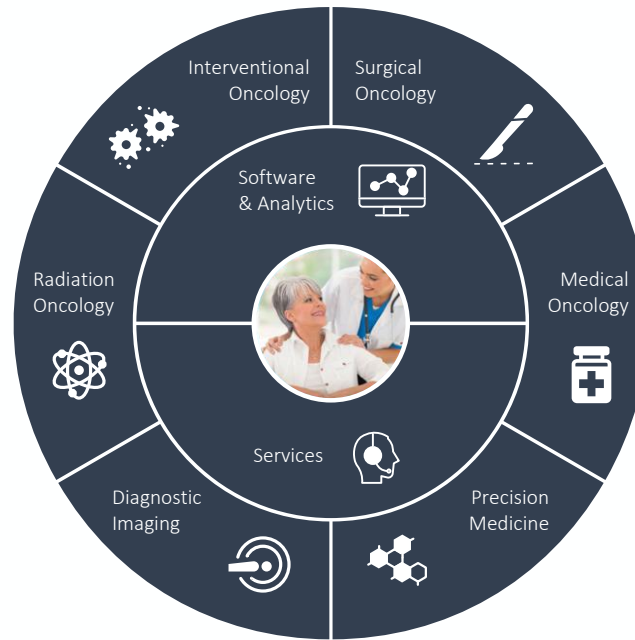 Interventional
Oncology
Surgical
Oncology
Software
& Analytics
Radiation
Oncology
Medical
Oncology
Services
Diagnostic
Imaging
Precision
Medicine